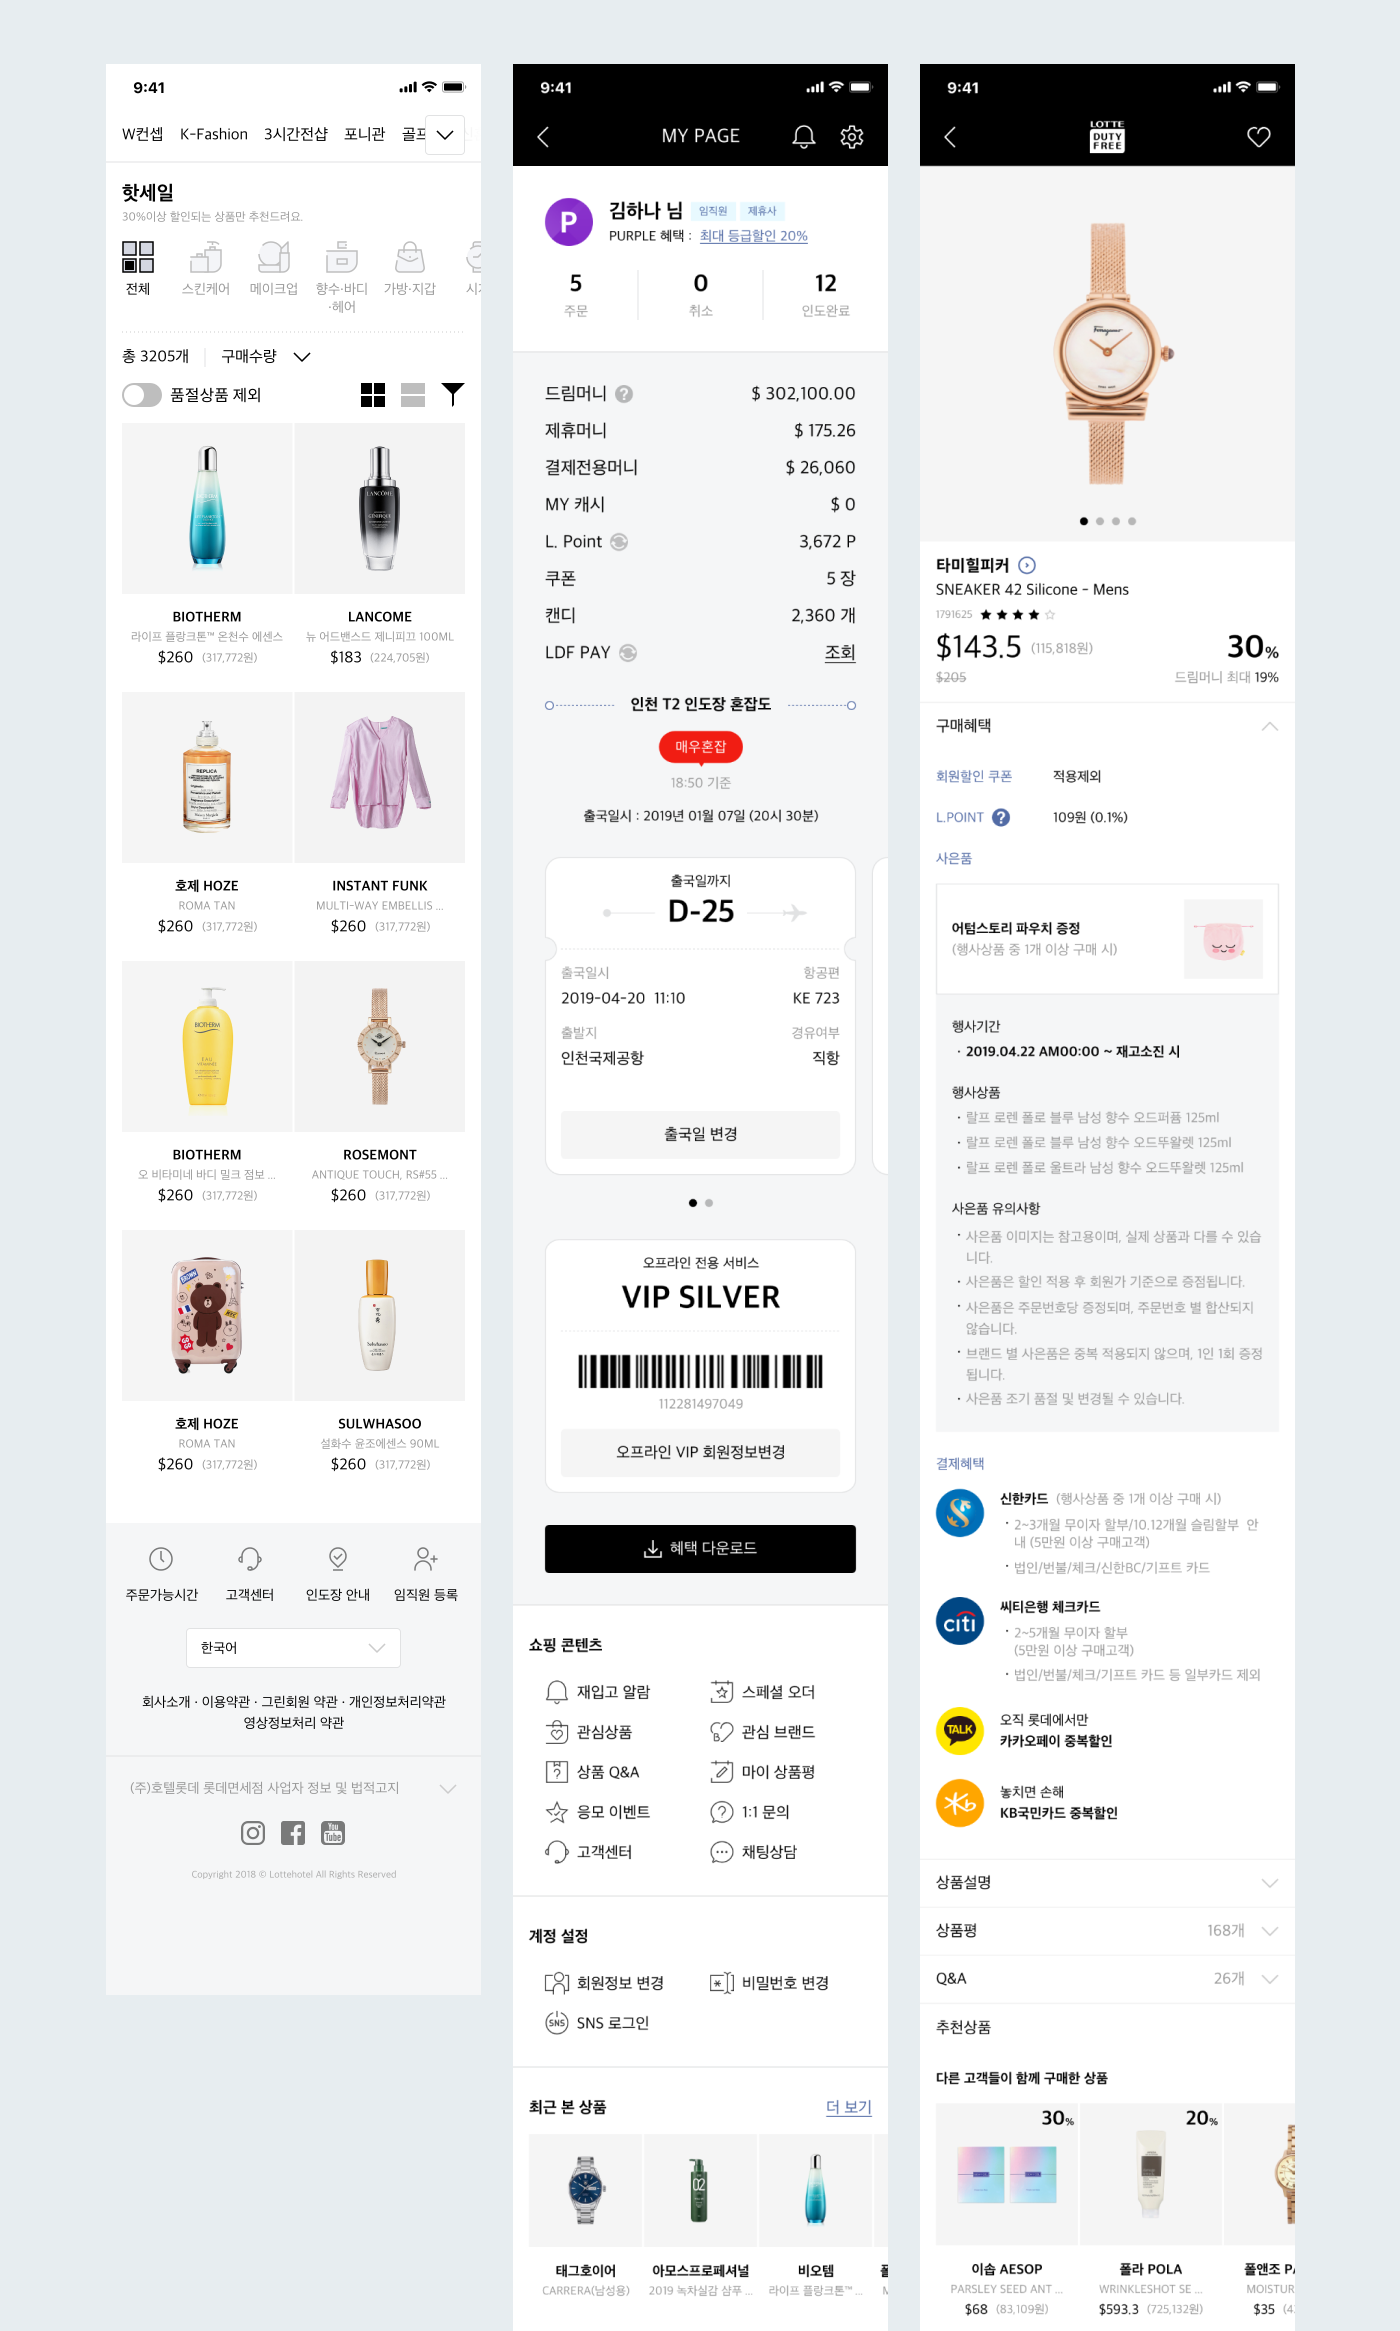 9:41
W컨셉 K-Fashion 3시간전샵 포니관 골프
핫세일
30%이상 할인되는 상품만 추천드려요.
전체 스킨케어 메이크업 향수·바디 가방·지갑
·헤어
총 3205개 구매수량
품절상품 제외
BIOTHERM LANCOME
라이프 플랑크톤™ 온천수 에센스 뉴 어드밴스드 제니피끄 100ML
$260 (317,772원) $183 (224,705원)
REPLICA
호제 HOZE INSTANT FUNK
ROMA TAN MULTI-WAY EMBELLIS ...
$260 (317,772원) $260 (317,772원)
BIOTHERM
EAU
BIOTHERM ROSEMONT
오 비타미네 바디 밀크 점보 ... ANTIQUE TOUCH, RS#55 ...
$260 (317,772원) $260 (317,772원)
BROWN
NYC
GO GO
호제 HOZE SULWHASOO
ROMA TAN 설화수 윤조에센스 90ML
$260 (317,772원) $260 (317,772원)
주문가능시간 고객센터 인도장 안내 임직원 등록
한국어
회사소개 · 이용약관 · 그린회원 약관 · 개인정보처리약관
영상정보처리 약관
(주)호텔롯데 롯데면세점 사업자 정보 및 법적고지
You Tube
Copyright 2018 © Lottehotel All Rights Reserved
9:41
MY PAGE
P
김하나 님 임직원 제휴사
PURPLE 혜택 : 최대 등급할인 20%
5 0 12
주문 취소 인도완료
드림머니 ? $ 302,100.00
제휴머니 $ 175.26
결제전용머니 $ 26,060
MY 캐시 $ 0
L. Point 3,672 P
쿠폰 5 장
캔디 2,360 개
LDF PAY 조회
인천 T2 인도장 혼잡도
매우혼잡
18:50 기준
출국일시 : 2019년 01월 07일 (20시 30분)
출국일까지
D-25
출국일시 항공편
2019-04-20 11:10 KE 723
출발지 경유여부
인천국제공항 직항
출국일 변경
오프라인 전용 서비스
VIP SILVER
112281497049
오프라인 VIP 회원정보변경
혜택 다운로드
쇼핑 콘텐츠
재입고 알람 스페셜 오더
관심상품 관심 브랜드
상품 Q&A 마이 상품평
응모 이벤트 1:1 문의
고객센터 채팅상담
계정 설정
회원정보 변경 비밀번호 변경
SNS SNS 로그인
최근 본 상품 더 보기
태그호이어 아모스프로페셔널 비오템
CARRERA(남성용) 2019 녹차실감 샴푸 ... 라이프 플랑크톤™ ...
9:41
LOTTE
DUTY
FREE
타미힐피커
SNEAKER 42 Silicone - Mens
1791625
$143.5 (115,818원) 30%
$205 드림머니 최대 19%
구매혜택
회원할인 쿠폰 적용제외
L.POINT ? 109원 (0.1%)
사은품
어텀스토리 파우치 증정
(행사상품 중 1개 이상 구매 시)
행사기간
· 2019.04.22 AM00:00 ~ 재고소진 시
행사상품
· 랄프 로렌 폴로 블루 남성 향수 오드퍼퓸 125ml
· 랄프 로렌 폴로 블루 남성 향수 오드뚜왈렛 125ml
· 랄프 로렌 폴로 울트라 남성 향수 오드뚜왈렛 125ml
사은품 유의사항
· 사은품 이미지는 참고용이며, 실제 상품과 다를 수 있습
니다.
· 사은품은 할인 적용 후 회원가 기준으로 증점됩니다.
· 사은품은 주문번호당 증정되며, 주문번호 별 합산되지
않습니다.
· 브랜드 별 사은품은 중복 적용되지 않으며, 1인 1회 증정
됩니다.
· 사은품 조기 품절 및 변경될 수 있습니다.
결제혜택
신한카드 (행사상품 중 1개 이상 구매 시)
· 2~3개월 무이자 할부/10.12개월 슬림할부 안
내 (5만원 이상 구매고객)
· 법인/번불/체크/신한BC/기프트 카드
citi
씨티은행 체크카드
· 2~5개월 무이자 할부
(5만원 이상 구매고객)
· 법인/번불/체크/기프트 카드 등 일부카드 제외
TALK
오직 롯데에서만
카카오페이 중복할인
놓치면 손해
KB국민카드 중복할인
상품설명
상품평 168개
Q&A 26개
추천상품
다른 고객들이 함께 구매한 상품
30% 20%
이솝 AESOP 폴라 POLA 폴앤조
PARSLEY SEED ANT ... WRINKLESHOT SE ... MOISTUR
$68 (83,109원) $593.3 (725,132원) $35